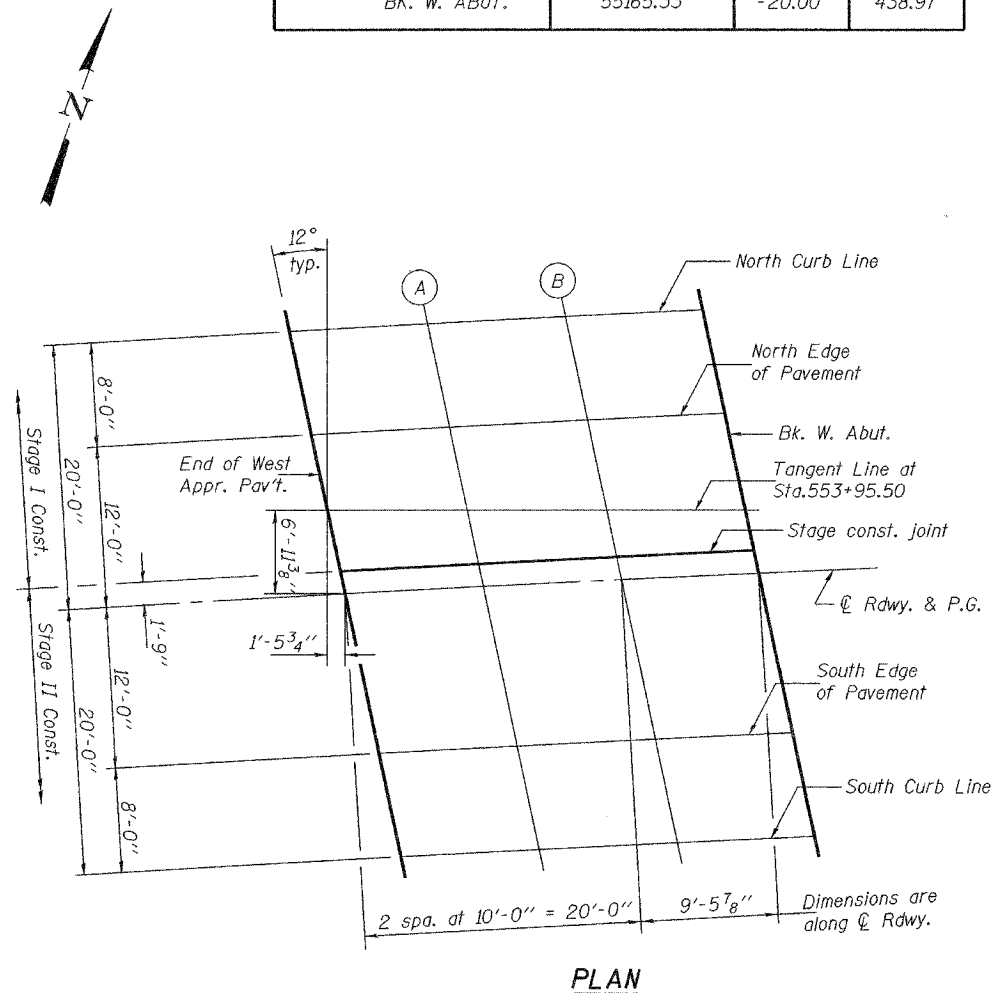 BK. W. ABUT. 55165.55 -20.00 438.97
N
12°
typ.
A
B
North Curb Line
North Edge
of Pavement
Bk. W. Abut.
Tangent Line at
Sta.553+95.50
Stage const. joint
℄ Rdwy. & P.G.
South Edge
of Pavement
South Curb Line
End of West
Appr. Pav't.
Stage I Const.
Stage II Const.
20'-0"
20'-0"
8'-0"
12'-0"
1'-9"
12'-0"
8'-0"
6'-11 3/8"
1'-5 3/4"
2 spa. at 10'-0" = 20'-0"
9'-5 7/8"
Dimensions are
along ℄ Rdwy.
PLAN